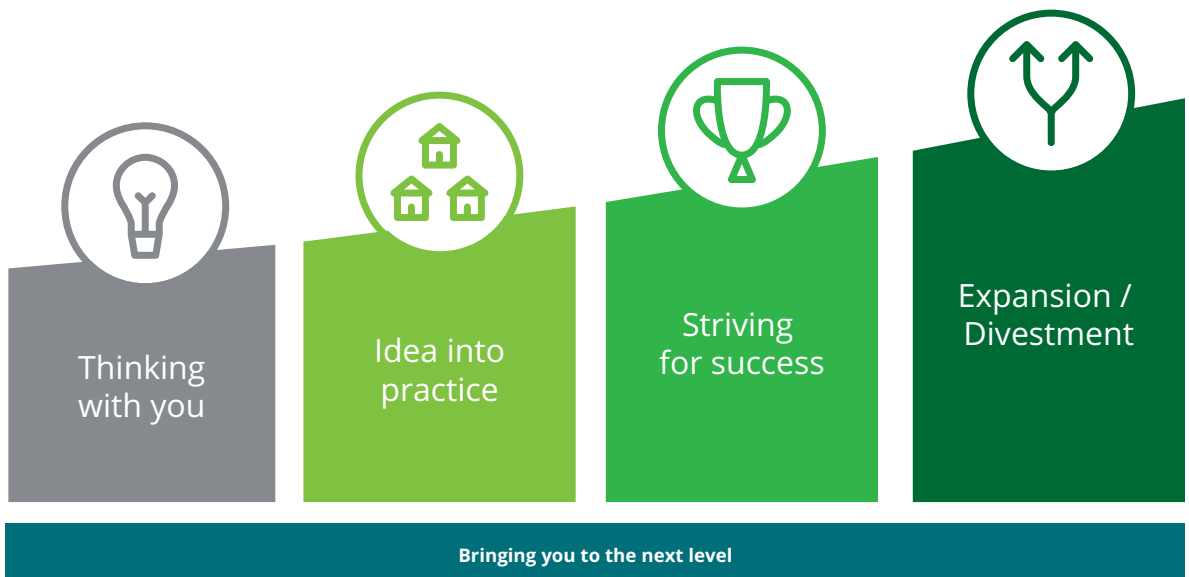 Thinking
with you
Idea into
practice
Striving
for success
Expansion /
Divestment
Bringing you to the next level